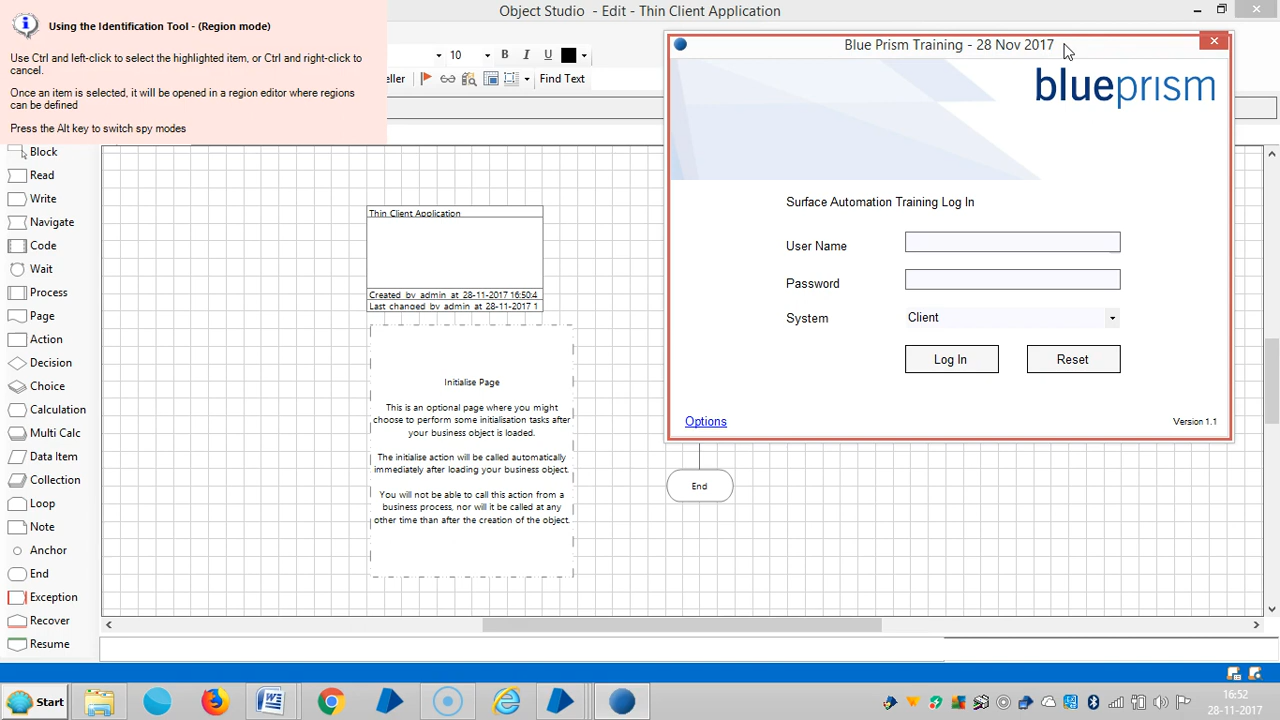 Object Studio - Edit - Thin Client Application
Using the Identification Tool - (Region mode)
Use Ctrl and left-click to select the highlighted item, or Ctrl and right-click to
cancel.
Once an item is selected, it will be opened in a region editor where regions
can be defined
Press the Alt key to switch spy modes
10
B I U
Find Text
Block
Read
Write
Navigate
Code
Wait
Process
Page
Action
Decision
Choice
Calculation
Multi Calc
Data Item
Collection
Loop
Note
Anchor
End
Exception
Recover
Resume
Thin Client Application
Created by admin at 28-11-2017 16:50:4
Last changed by admin at 28-11-2017 1
Initialise Page
This is an optional page where you might
choose to perform some initialisation tasks after
your business object is loaded.
The initialise action will be called automatically
immediately after loading your business object.
You will not be able to call this action from a
business process, nor will it be called at any
other time than after the creation of the object.
Blue Prism Training - 28 Nov 2017
blueprism
Surface Automation Training Log In
User Name
Password
System Client
Log In Reset
Options Version 1.1
End
Start
16:52
28-11-2017